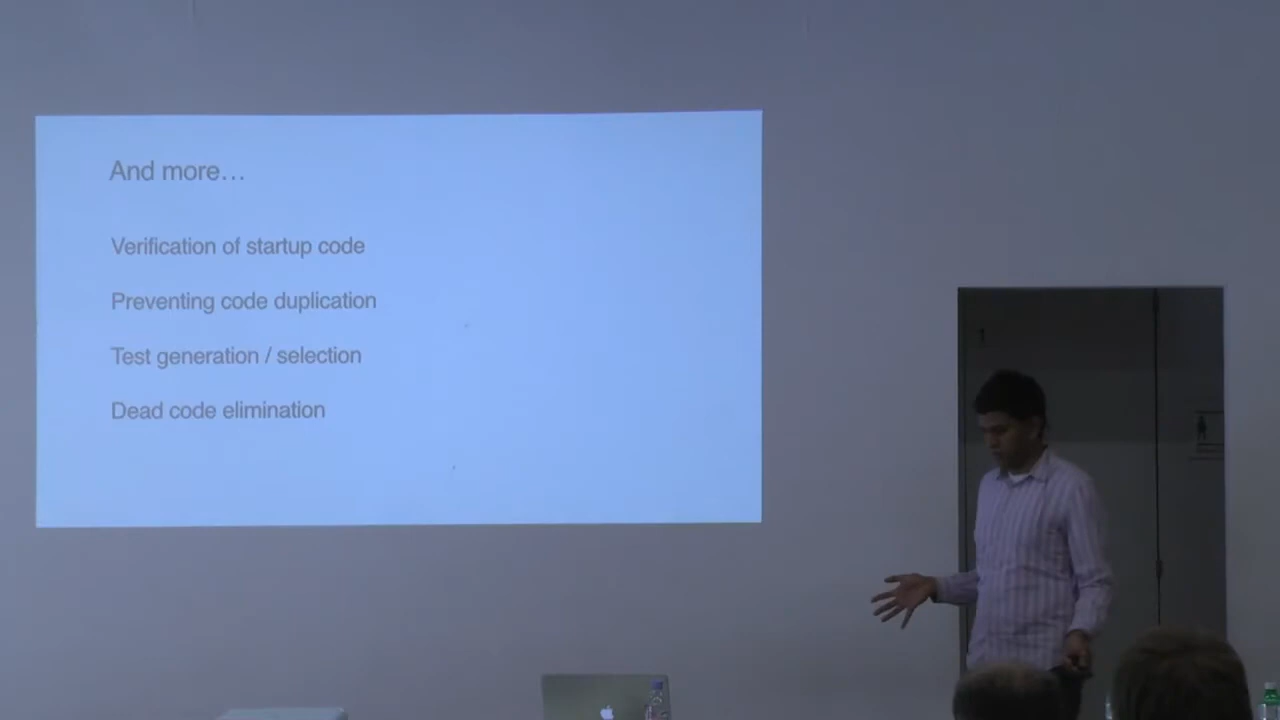 And more…
Verification of startup code
Preventing code duplication
Test generation / selection
Dead code elimination